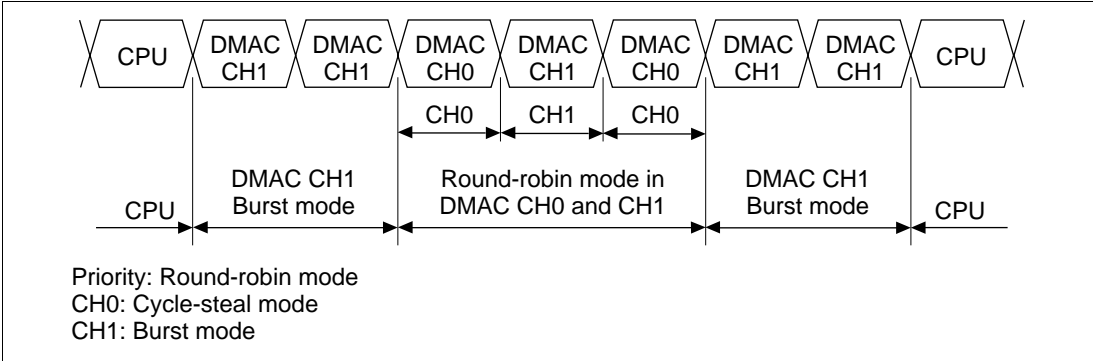 CPU
DMAC
CH1
DMAC
CH1
DMAC
CH0
DMAC
CH1
DMAC
CH0
DMAC
CH1
DMAC
CH1
CPU
CH0
CH1
CH0
CPU
DMAC CH1
Burst mode
Round-robin mode in
DMAC CH0 and CH1
DMAC CH1
Burst mode
CPU
Priority: Round-robin mode
CH0: Cycle-steal mode
CH1: Burst mode